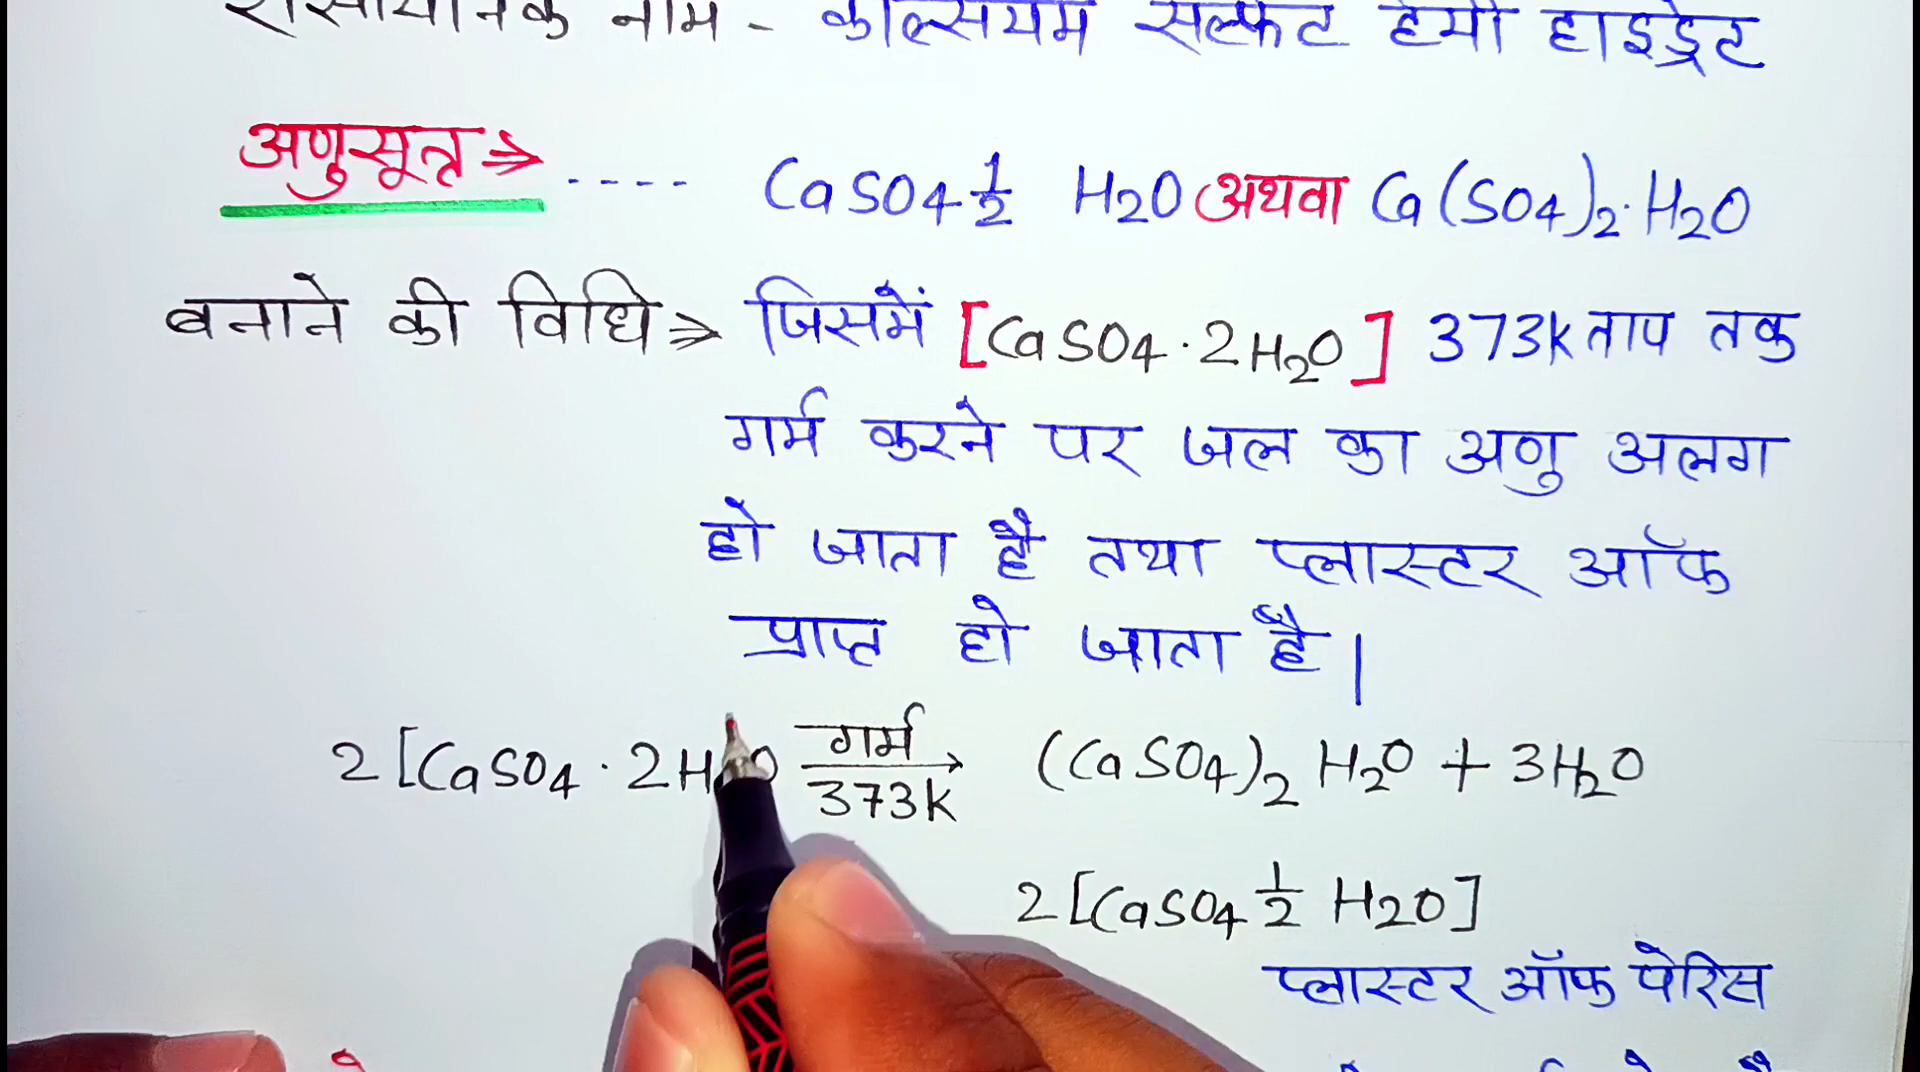 रासायनिक नाम - कैल्सियम सल्फेट हेमी हाइड्रेट
अणुसूत्र ⇒ .... CaSO4 1/2 H2O अथवा Ca(SO4)2·H2O
बनाने की विधि ⇒ जिसमें [CaSO4·2H2O] 373k ताप तक
गर्म करने पर जल का अणु अलग
हो जाता है तथा प्लास्टर ऑफ
प्राप्त हो जाता है।
2[CaSO4·2H2O गर्म/373K → (CaSO4)2 H2O + 3H2O
2[CaSO4 1/2 H2O]
प्लास्टर ऑफ पेरिस